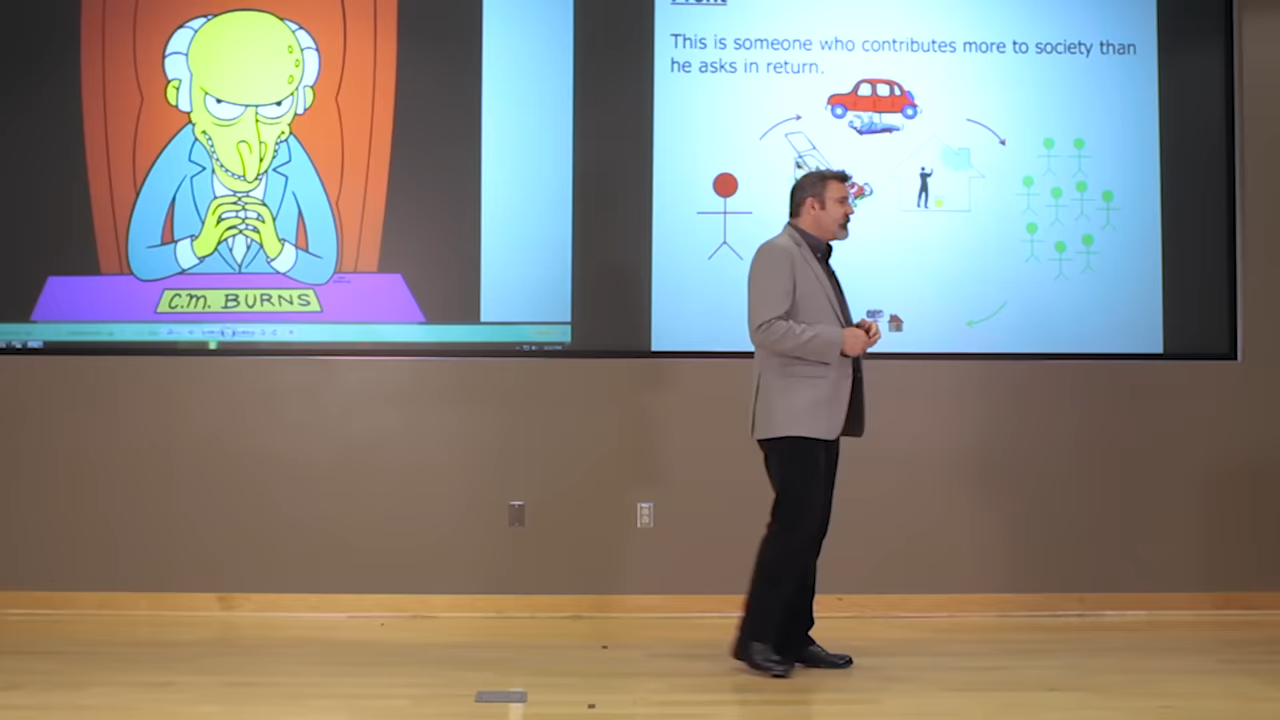 C.M. BURNS
This is someone who contributes more to society than
he asks in return.